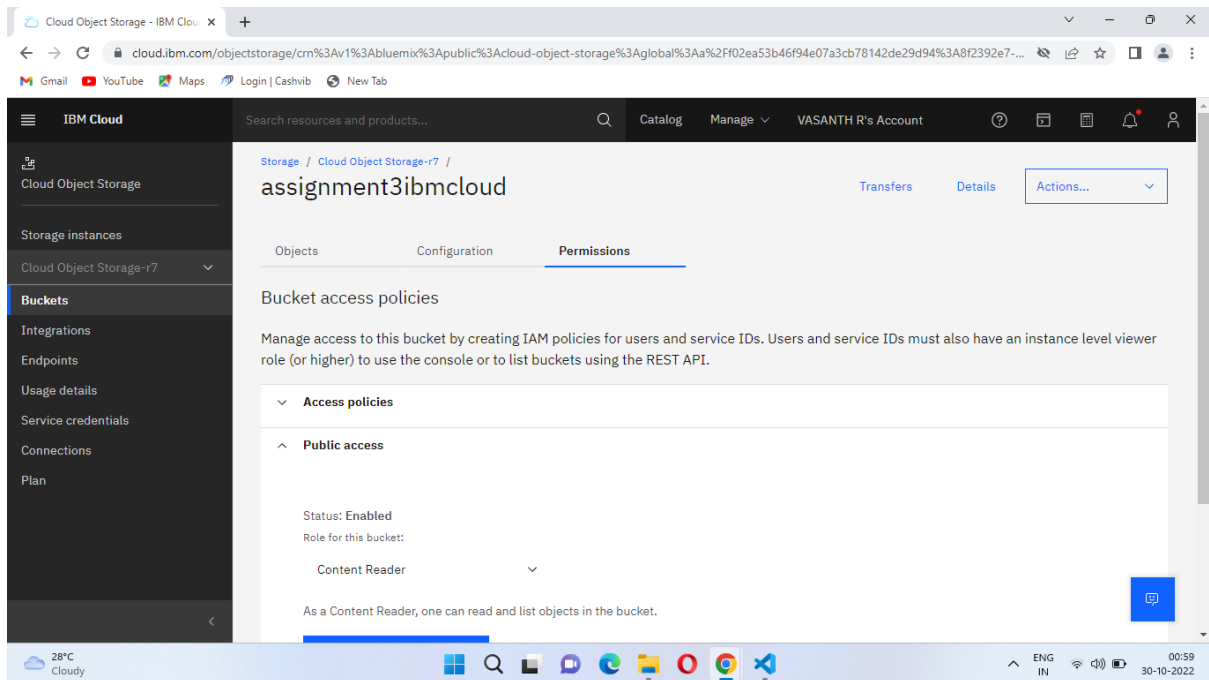 Cloud Object Storage - IBM Clou
cloud.ibm.com/objectstorage/crn%3Av1%3Abluemix%3Apublic%3Acloud-object-storage%3Aglobal%3Aa%2Ff02ea53b46f94e07a3cb78142de29d94%3A8f2392e7-...
Gmail YouTube Maps Login | Cashvib New Tab
IBM Cloud Search resources and products... Catalog Manage VASANTH R's Account
Cloud Object Storage
Storage instances
Cloud Object Storage-r7
Buckets
Integrations
Endpoints
Usage details
Service credentials
Connections
Plan
Storage / Cloud Object Storage-r7 /
assignment3ibmcloud
Transfers Details Actions...
Objects Configuration Permissions
Bucket access policies
Manage access to this bucket by creating IAM policies for users and service IDs. Users and service IDs must also have an instance level viewer
role (or higher) to use the console or to list buckets using the REST API.
Access policies
Public access
Status: Enabled
Role for this bucket:
Content Reader
As a Content Reader, one can read and list objects in the bucket.
28°C
Cloudy
ENG
IN
00:59
30-10-2022